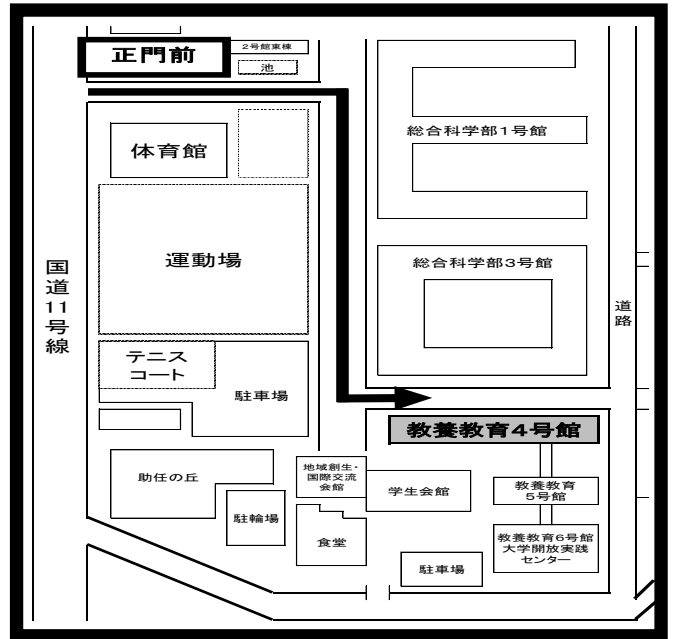 正門前
2号館東棟
池
体育館
総合科学部1号館
運動場
総合科学部3号館
国道11号線
道路
テニス
コート
駐車場
教養教育4号館
助任の丘
地域創生・
国際交流
会館
学生会館
教養教育
5号館
駐輪場
食堂
教養教育6号館
大学開放実践
センター
駐車場